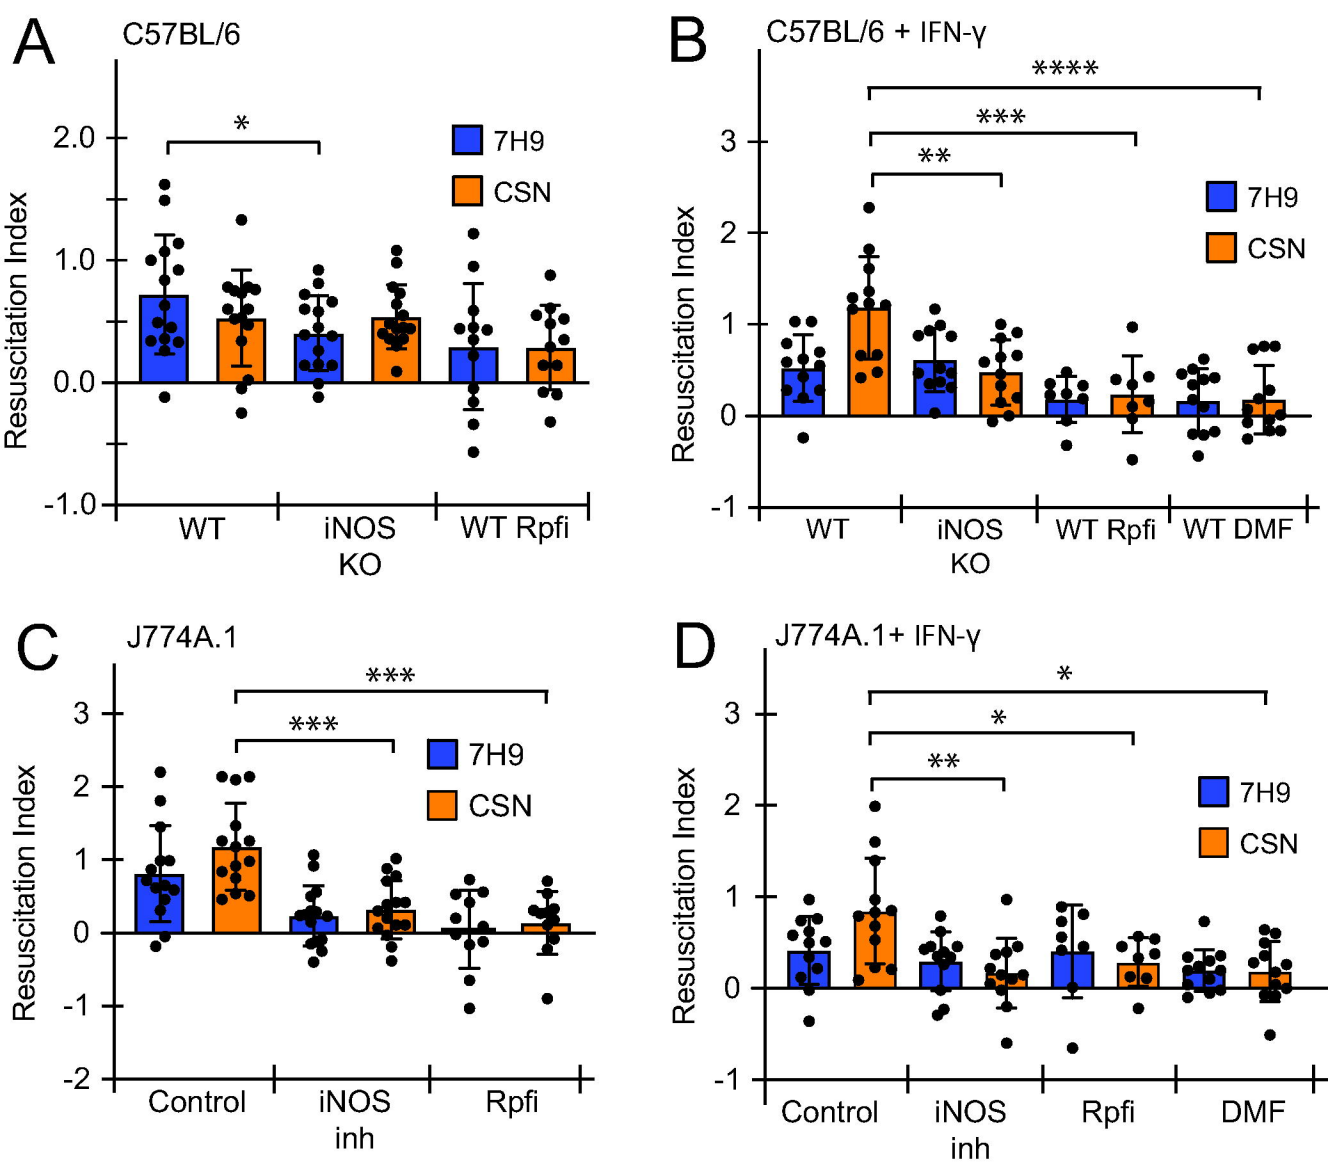 A
C57BL/6
Resuscitation Index
2.0
1.0
0.0
-1.0
*
7H9
CSN
WT
iNOS
KO
WT Rpfi
B
C57BL/6 + IFN-γ
Resuscitation Index
3
2
1
0
-1
****
***
**
7H9
CSN
WT
iNOS
KO
WT Rpfi
WT DMF
C
J774A.1
Resuscitation Index
3
2
1
0
-1
-2
***
***
7H9
CSN
Control
iNOS
inh
Rpfi
D
J774A.1+ IFN-γ
Resuscitation Index
3
2
1
0
-1
*
*
**
7H9
CSN
Control
iNOS
inh
Rpfi
DMF